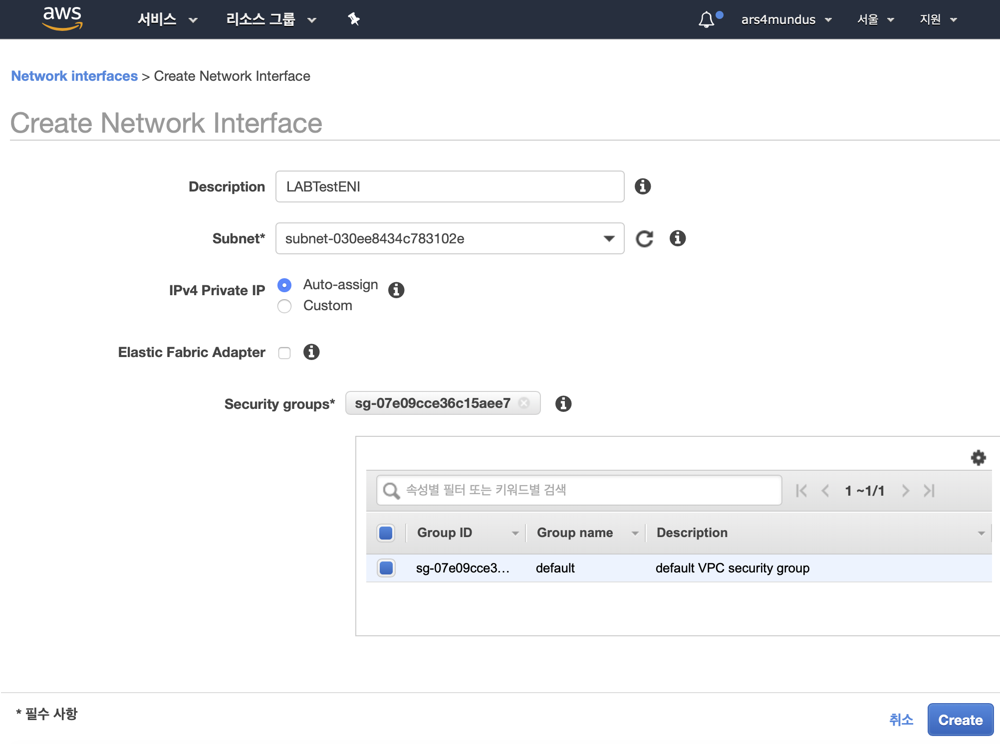 aws 서비스 리소스 그룹 ars4mundus 서울 지원
Network interfaces > Create Network Interface
Create Network Interface
Description LABTestENI
Subnet* subnet-030ee8434c783102e
IPv4 Private IP Auto-assign
Custom
Elastic Fabric Adapter
Security groups* sg-07e09cce36c15aee7
속성별 필터 또는 키워드별 검색 1 ~1/1
Group ID Group name Description
sg-07e09cce3... default default VPC security group
* 필수 사항
취소 Create